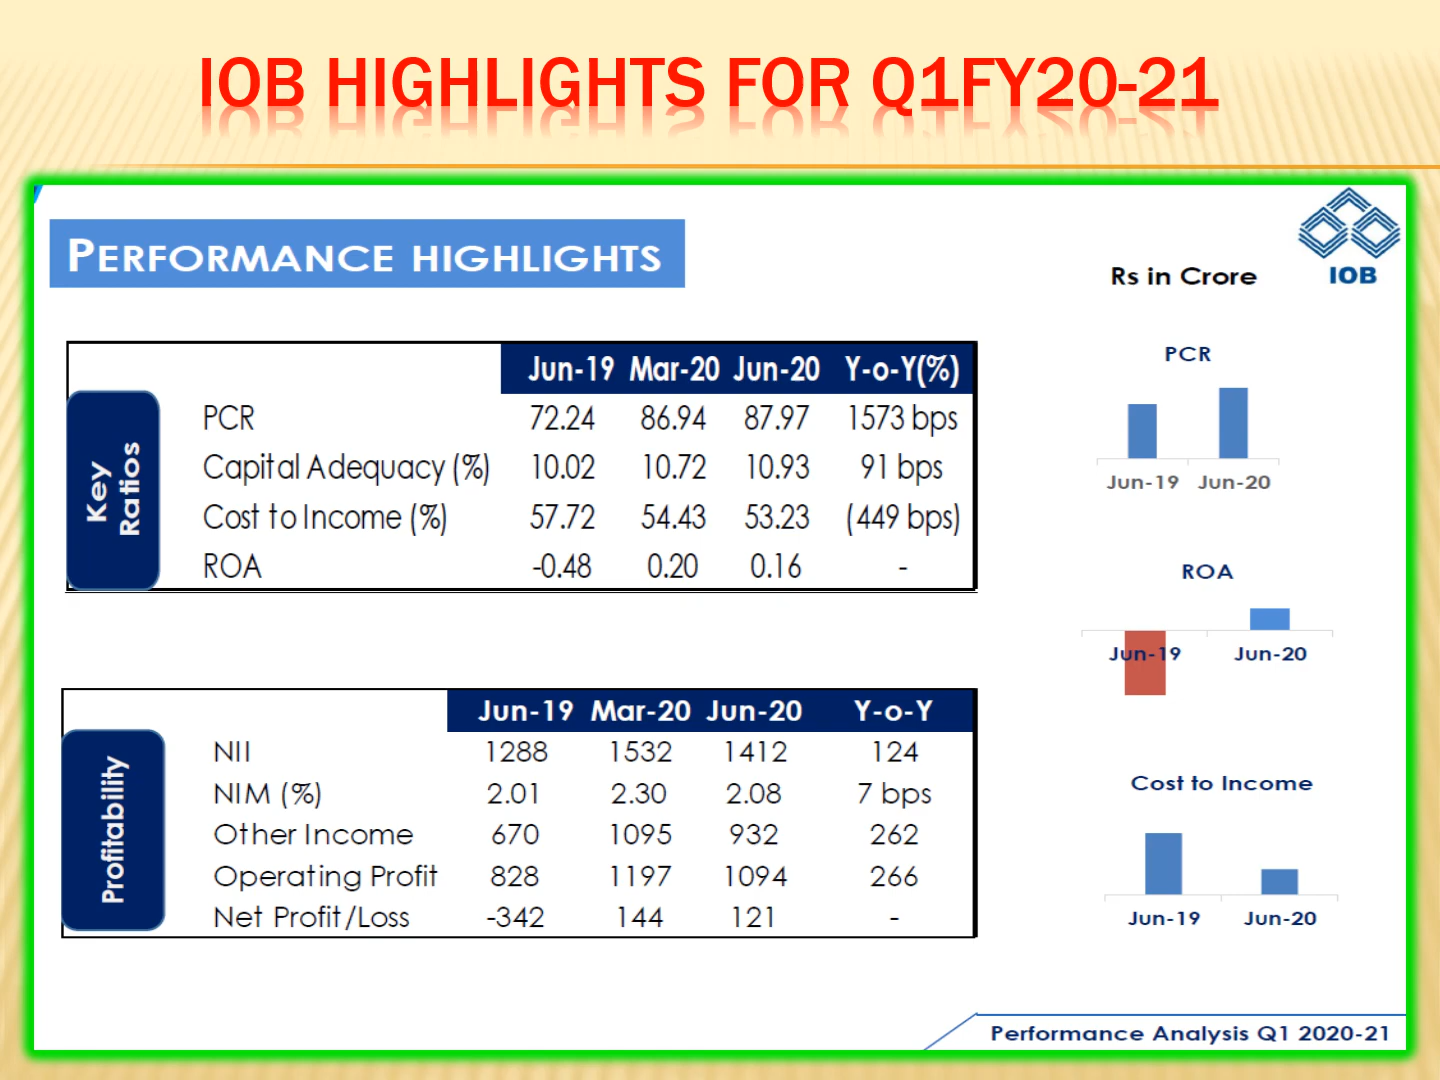 IOB HIGHLIGHTS FOR Q1FY20-21
PERFORMANCE HIGHLIGHTS
Rs in Crore
IOB
Jun-19 Mar-20 Jun-20 Y-o-Y(%)
Key
Ratios
PCR 72.24 86.94 87.97 1573 bps
Capital Adequacy (%) 10.02 10.72 10.93 91 bps
Cost to Income (%) 57.72 54.43 53.23 (449 bps)
ROA -0.48 0.20 0.16 -
Jun-19 Mar-20 Jun-20 Y-o-Y
Profitability
NII 1288 1532 1412 124
NIM (%) 2.01 2.30 2.08 7 bps
Other Income 670 1095 932 262
Operating Profit 828 1197 1094 266
Net Profit/Loss -342 144 121 -
PCR
Jun-19 Jun-20
ROA
Jun-19 Jun-20
Cost to Income
Jun-19 Jun-20
Performance Analysis Q1 2020-21